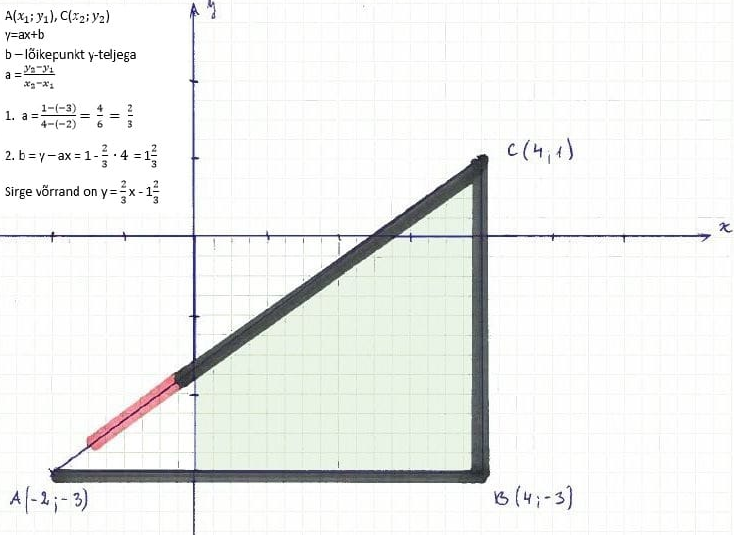 A(x₁; y₁), C(x₂; y₂)
y=ax+b
b – lõikepunkt y-teljega
a = (y₂−y₁)/(x₂−x₁)
1. a = (1−(−3))/(4−(−2)) = 4/6 = 2/3
2. b = y – ax = 1 - 2/3 · 4 = 1 2/3
Sirge võrrand on y = 2/3 x - 1 2/3
y
C(4;1)
x
A(-2;-3)
B(4;-3)